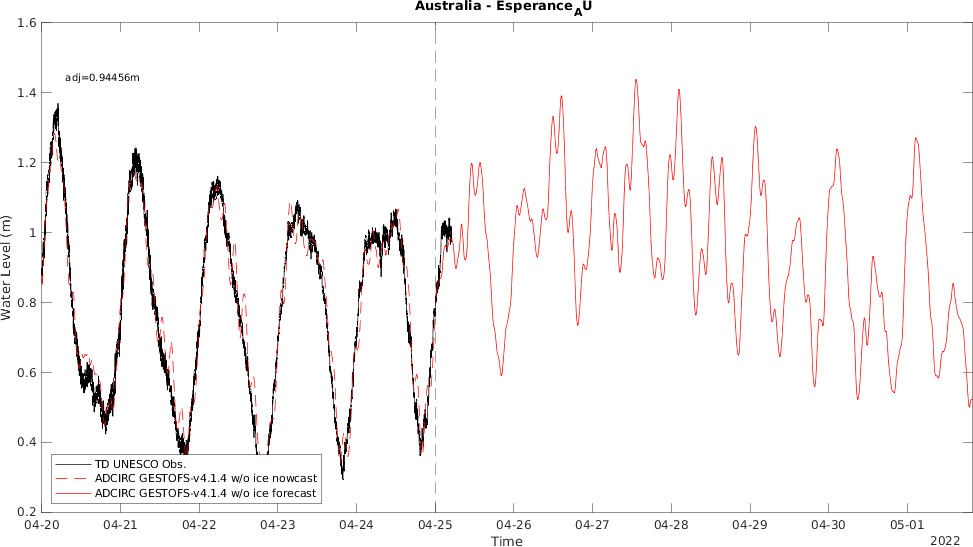 Australia - Esperance_AU
adj=0.94456m
1.6
1.4
1.2
1
0.8
0.6
0.4
0.2
Water Level (m)
TD UNESCO Obs.
ADCIRC GESTOFS-v4.1.4 w/o ice nowcast
ADCIRC GESTOFS-v4.1.4 w/o ice forecast
04-20 04-21 04-22 04-23 04-24 04-25 04-26 04-27 04-28 04-29 04-30 05-01
Time
2022